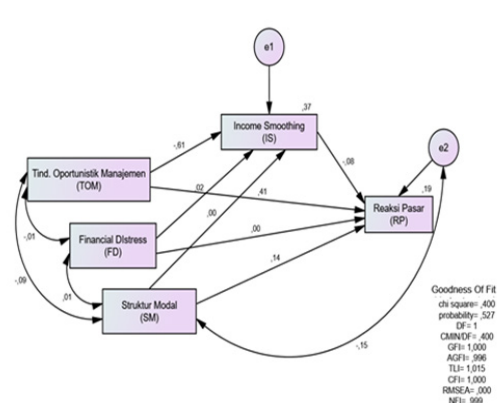 e1
,37
Income Smoothing
(IS)
-,61
-,08
e2
,19
Tind. Oportunistik Manajemen
(TOM)
,02
,41
Reaksi Pasar
(RP)
,00
-,01
Financial DIstress
(FD)
,00
-,09
,14
,01
Struktur Modal
(SM)
-,15
Goodness Of Fit
chi square= ,400
probability= ,527
DF= 1
CMIN/DF= ,400
GFI= 1,000
AGFI= ,996
TLI= 1,015
CFI= 1,000
RMSEA= ,000
NFI= ,999